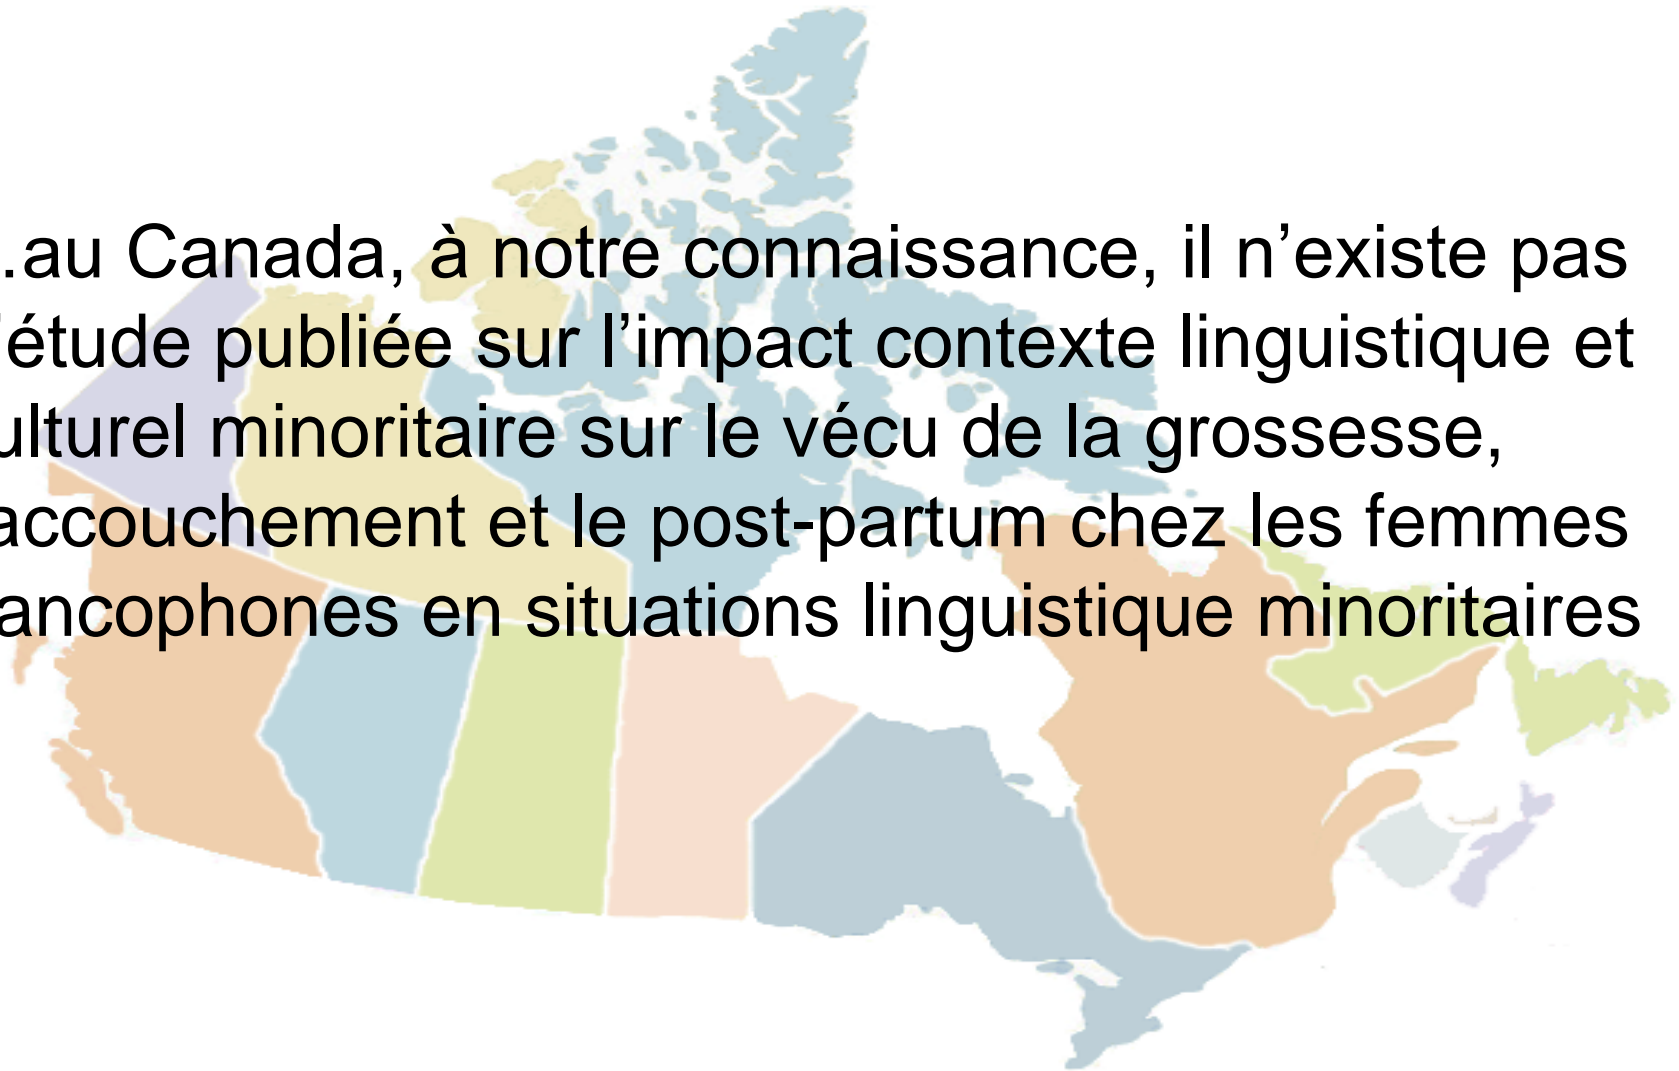 .au Canada, à notre connaissance, il n’existe pas
’étude publiée sur l’impact contexte linguistique et
ulturel minoritaire sur le vécu de la grossesse,
accouchement et le post-partum chez les femmes
ancophones en situations linguistique minoritaires